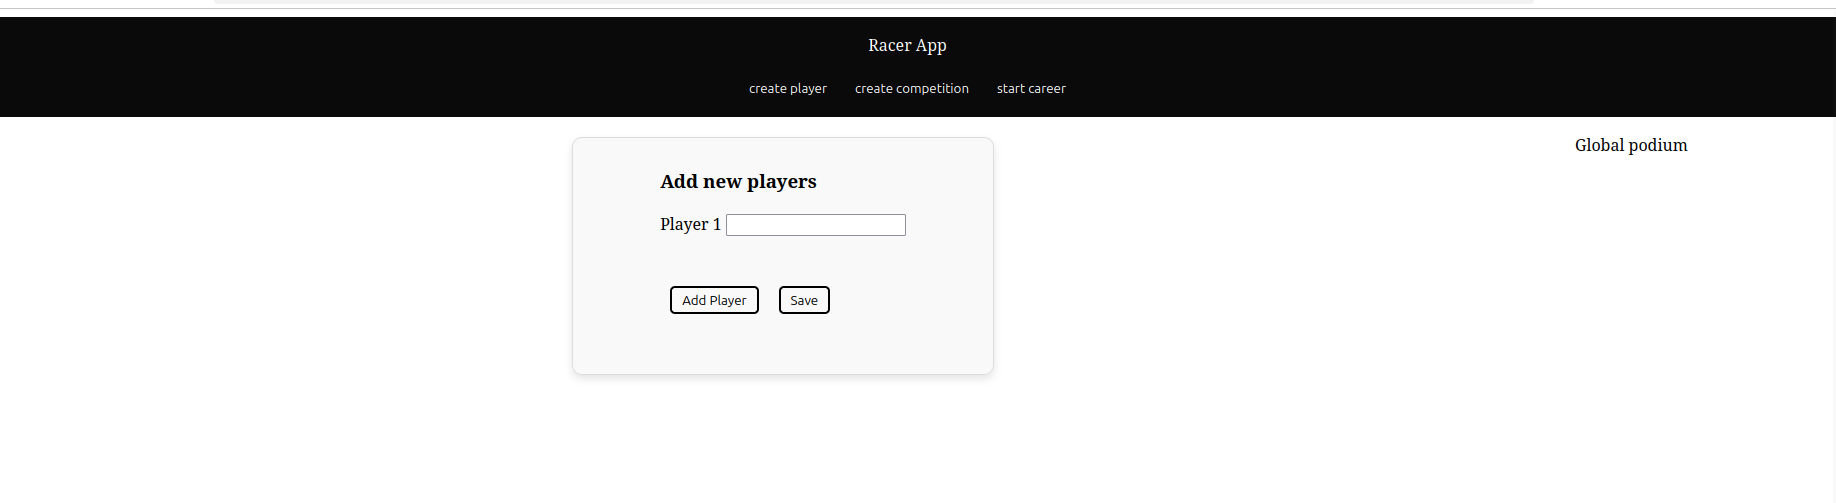 Racer App
create player create competition start career
Global podium
Add new players
Player 1
Add Player Save